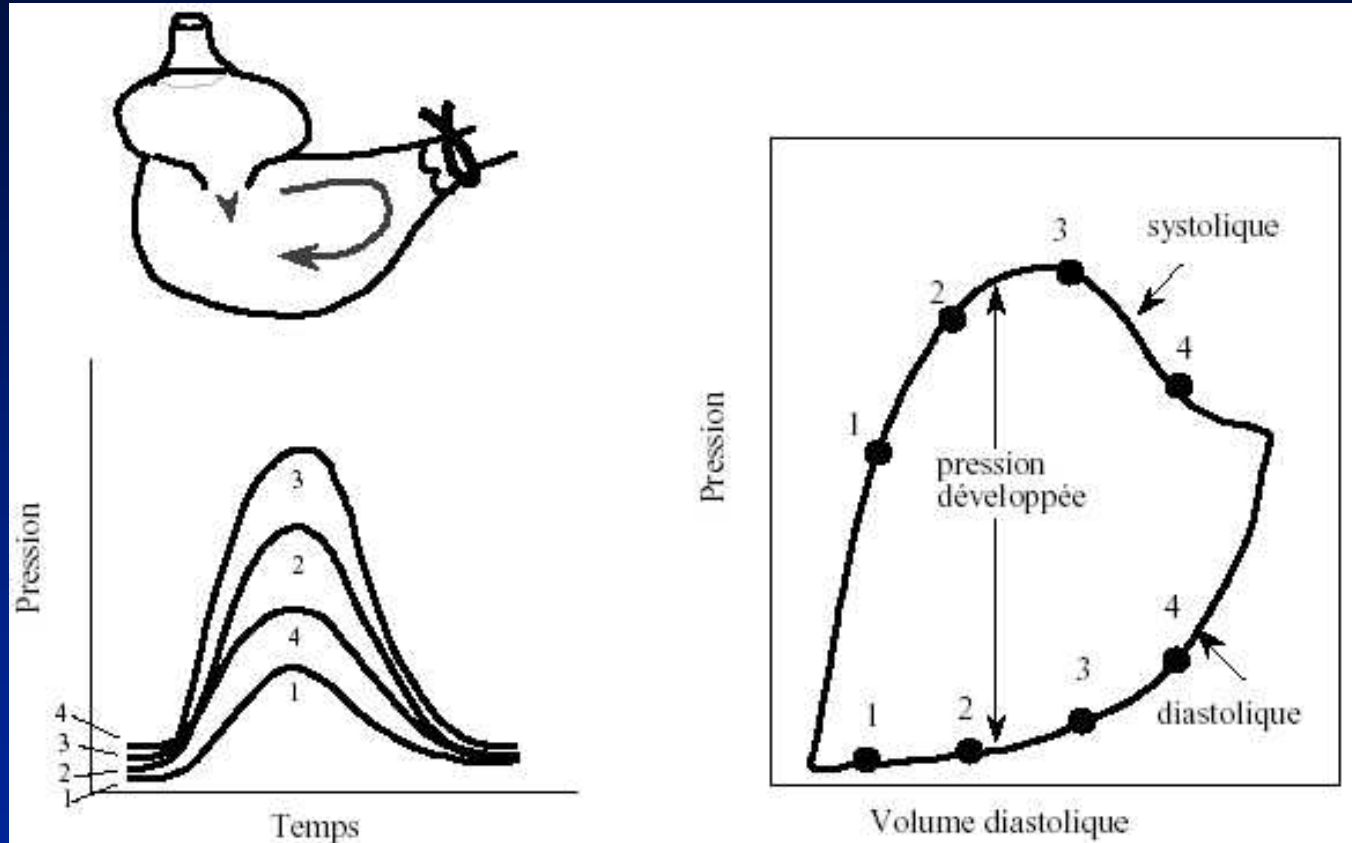 Pression
3
2
4
1
4
3
2
1
Temps
Pression
3
systolique
2
4
1
pression
développée
4
3
2
1
diastolique
Volume diastolique